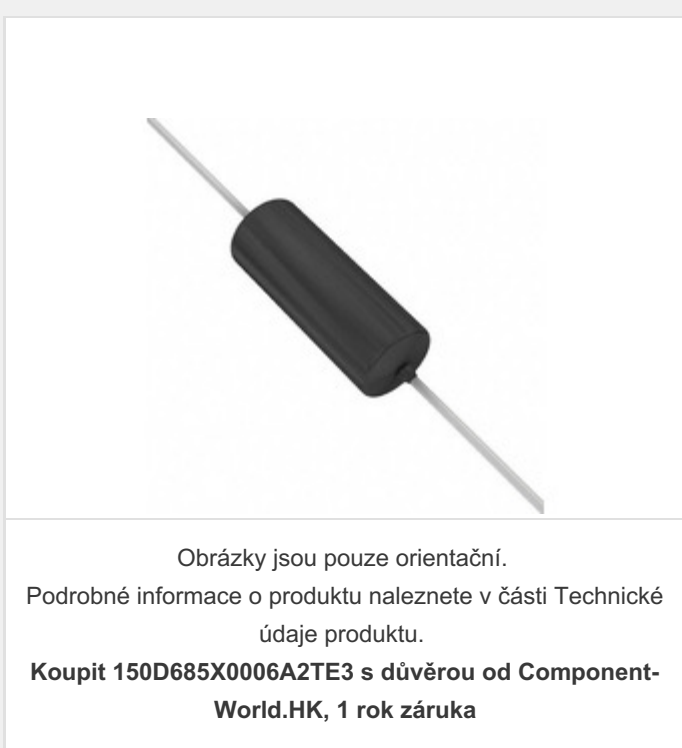 Obrázky jsou pouze orientační.
Podrobné informace o produktu naleznete v části Technické
údaje produktu.
Koupit 150D685X0006A2TE3 s důvěrou od Component-
World.HK, 1 rok záruka